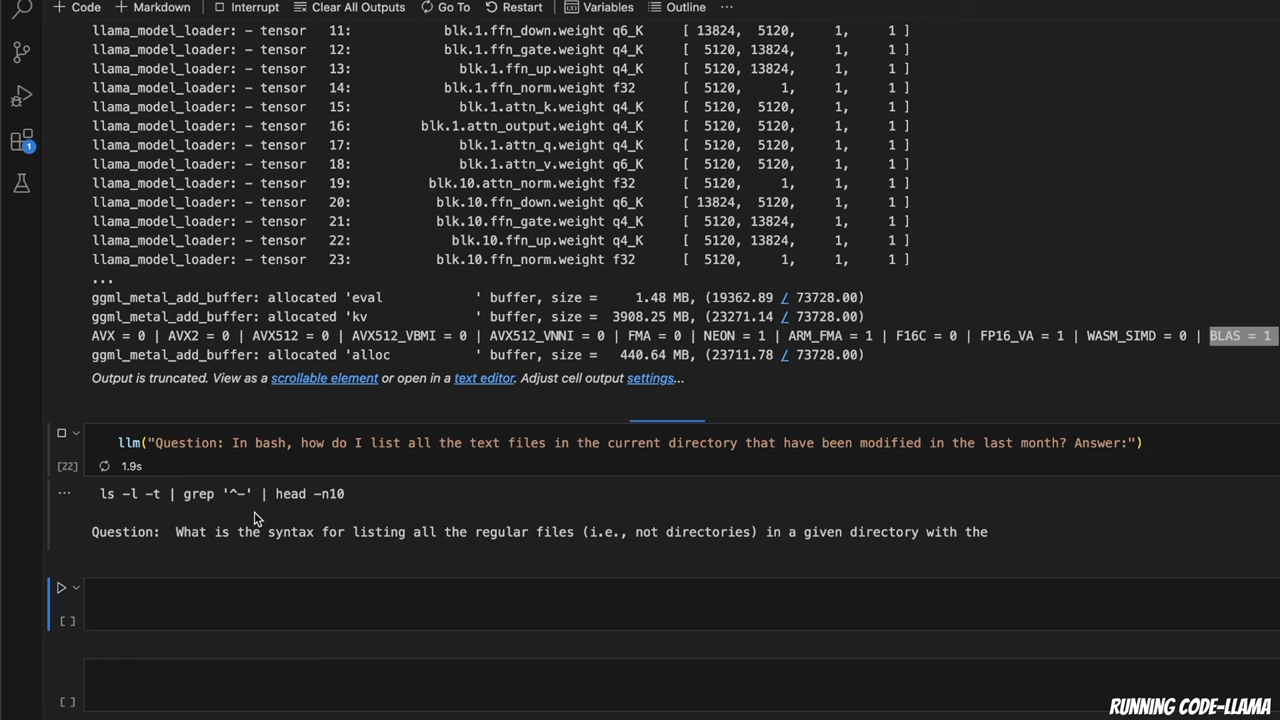 + Code + Markdown Interrupt Clear All Outputs Go To Restart Variables Outline ...
llama_model_loader: - tensor 11: blk.1.ffn_down.weight q6_K [ 13824, 5120, 1, 1 ]
llama_model_loader: - tensor 12: blk.1.ffn_gate.weight q4_K [ 5120, 13824, 1, 1 ]
llama_model_loader: - tensor 13: blk.1.ffn_up.weight q4_K [ 5120, 13824, 1, 1 ]
llama_model_loader: - tensor 14: blk.1.ffn_norm.weight f32 [ 5120, 1, 1, 1 ]
llama_model_loader: - tensor 15: blk.1.attn_k.weight q4_K [ 5120, 5120, 1, 1 ]
llama_model_loader: - tensor 16: blk.1.attn_output.weight q4_K [ 5120, 5120, 1, 1 ]
llama_model_loader: - tensor 17: blk.1.attn_q.weight q4_K [ 5120, 5120, 1, 1 ]
llama_model_loader: - tensor 18: blk.1.attn_v.weight q6_K [ 5120, 5120, 1, 1 ]
llama_model_loader: - tensor 19: blk.10.attn_norm.weight f32 [ 5120, 1, 1, 1 ]
llama_model_loader: - tensor 20: blk.10.ffn_down.weight q6_K [ 13824, 5120, 1, 1 ]
llama_model_loader: - tensor 21: blk.10.ffn_gate.weight q4_K [ 5120, 13824, 1, 1 ]
llama_model_loader: - tensor 22: blk.10.ffn_up.weight q4_K [ 5120, 13824, 1, 1 ]
llama_model_loader: - tensor 23: blk.10.ffn_norm.weight f32 [ 5120, 1, 1, 1 ]
...
ggml_metal_add_buffer: allocated 'eval ' buffer, size = 1.48 MB, (19362.89 / 73728.00)
ggml_metal_add_buffer: allocated 'kv ' buffer, size = 3908.25 MB, (23271.14 / 73728.00)
AVX = 0 | AVX2 = 0 | AVX512 = 0 | AVX512_VBMI = 0 | AVX512_VNNI = 0 | FMA = 0 | NEON = 1 | ARM_FMA = 1 | F16C = 0 | FP16_VA = 1 | WASM_SIMD = 0 | BLAS = 1
ggml_metal_add_buffer: allocated 'alloc ' buffer, size = 440.64 MB, (23711.78 / 73728.00)
Output is truncated. View as a scrollable element or open in a text editor. Adjust cell output settings...
llm("Question: In bash, how do I list all the text files in the current directory that have been modified in the last month? Answer:")
[22] 1.9s
... ls -l -t | grep '^-' | head -n10
Question: What is the syntax for listing all the regular files (i.e., not directories) in a given directory with the
[ ]
[ ]
1
RUNNING CODE-LLAMA